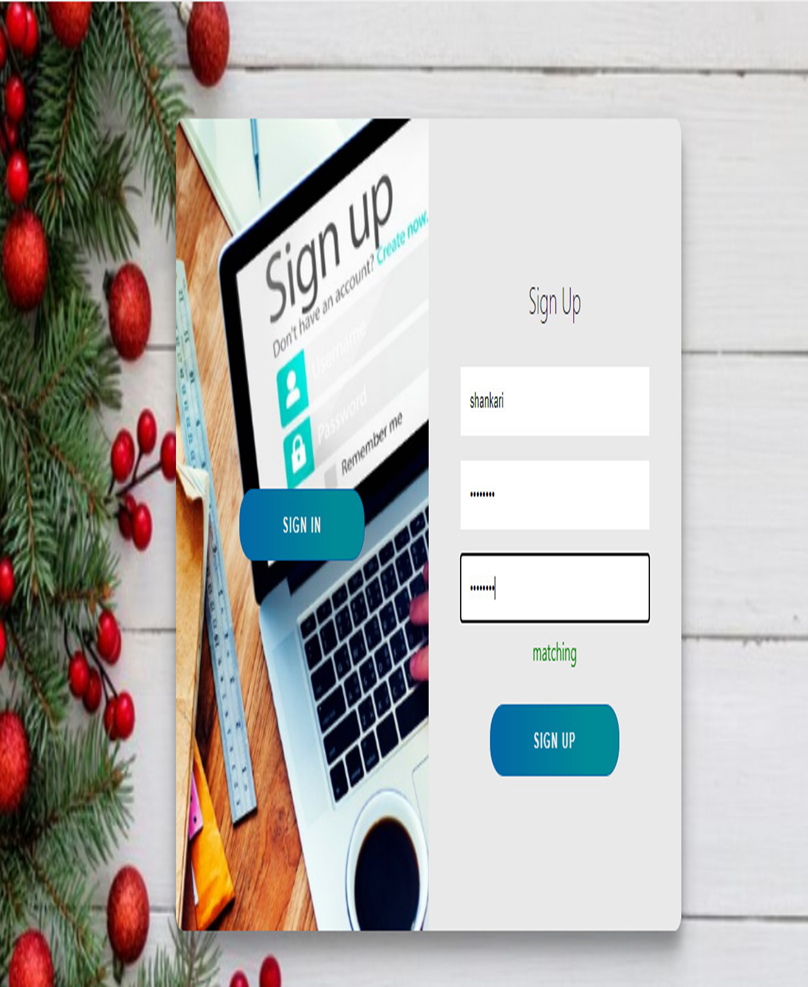 Sign up
Don't have an account? Create now.
Username
Password
Remember me
SIGN IN
Sign Up
shankari
••••••••
••••••••
matching
SIGN UP